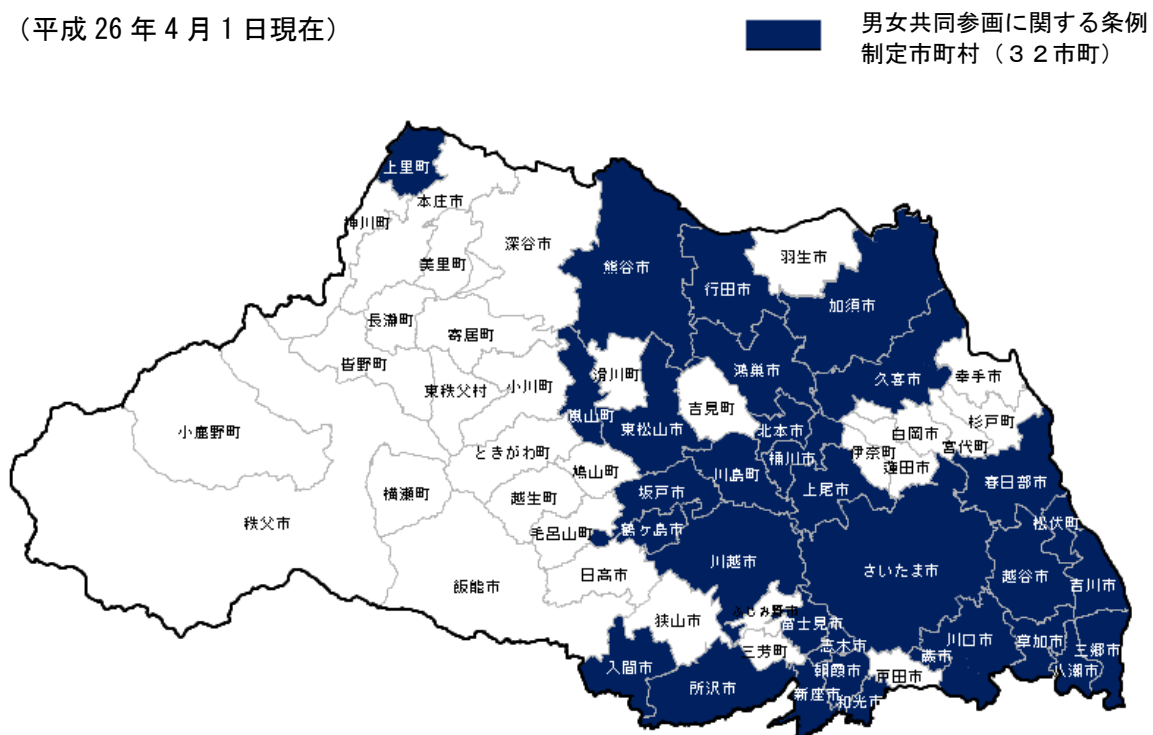 （平成 26 年 4 月 1 日現在）
男女共同参画に関する条例
制定市町村（３２市町）
上里町
本庄市
神川町
美里町
深谷市
熊谷市
行田市
羽生市
加須市
長瀞町
寄居町
皆野町
東秩父村
小川町
滑川町
嵐山町
東松山市
吉見町
鴻巣市
久喜市
幸手市
杉戸町
白岡市
宮代町
伊奈町
蓮田市
北本市
桶川市
上尾市
春日部市
小鹿野町
ときがわ町
鳩山町
坂戸市
川島町
横瀬町
越生町
秩父市
毛呂山町
鶴ヶ島市
川越市
さいたま市
松伏町
越谷市
吉川市
日高市
飯能市
狭山市
ふじみ野市
富士見市
三芳町
志木市
入間市
所沢市
朝霞市
新座市
和光市
戸田市
蕨市
川口市
草加市
三郷市
八潮市